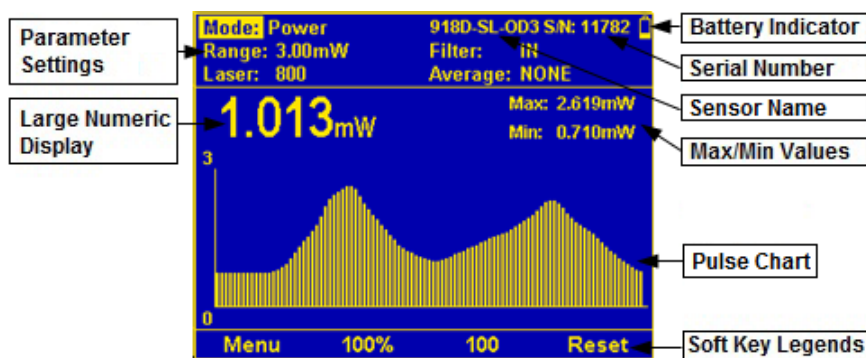 Parameter
Settings
Large Numeric
Display
Mode: Power
918D-SL-OD3 S/N: 11782
Range: 3.00mW
Filter: iN
Laser: 800
Average: NONE
1.013mW
Max: 2.619mW
Min: 0.710mW
3
0
Menu 100% 100 Reset
Battery Indicator
Serial Number
Sensor Name
Max/Min Values
Pulse Chart
Soft Key Legends